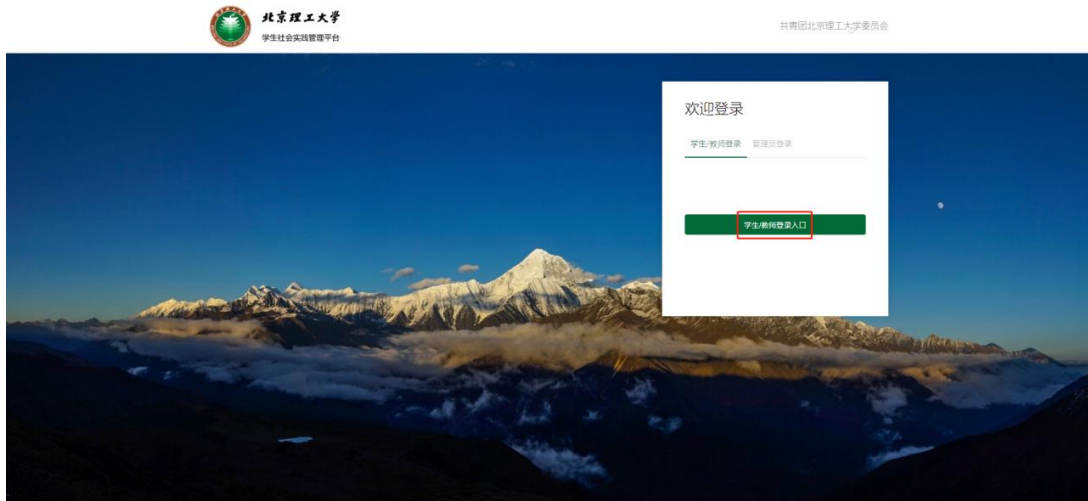 北京理工大学
学生社会实践管理平台
共青团北京理工大学委员会
欢迎登录
学生/教师登录 管理员登录
学生/教师登录入口